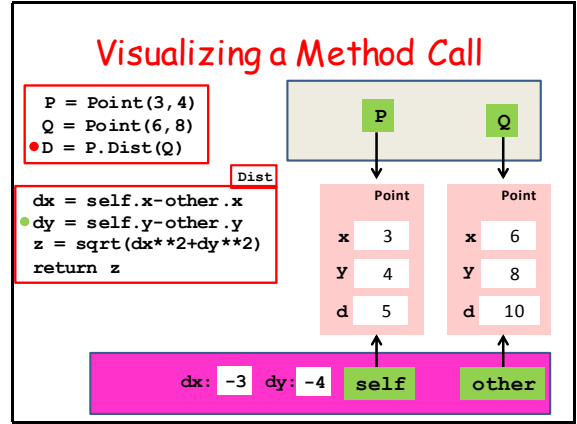 Visualizing a Method Call
P = Point(3,4)
Q = Point(6,8)
D = P.Dist(Q)
Dist
dx = self.x-other.x
dy = self.y-other.y
z = sqrt(dx**2+dy**2)
return z
P
Q
Point
x 3
y 4
d 5
Point
x 6
y 8
d 10
dx: -3 dy: -4 self other